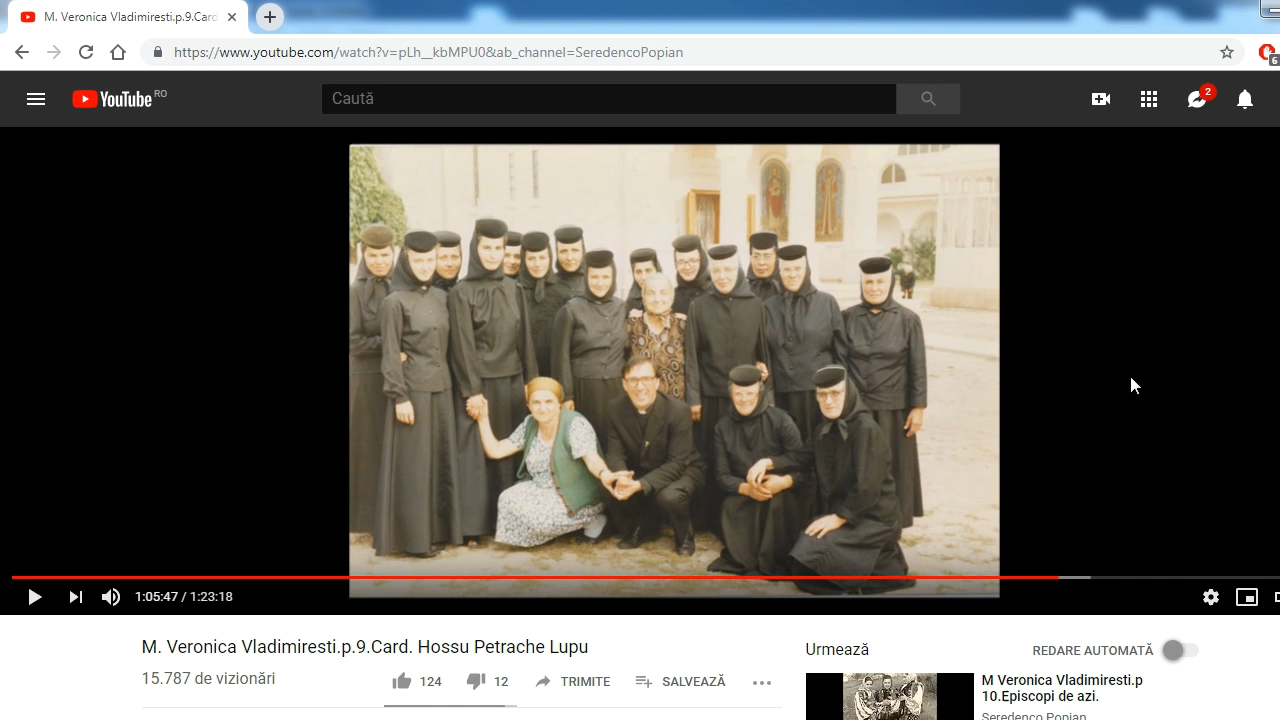 M. Veronica Vladimiresti.p.9.Card
https://www.youtube.com/watch?v=pLh__kbMPU0&ab_channel=SeredencoPopian
6
YouTube RO
Caută
2
1:05:47 / 1:23:18
M. Veronica Vladimiresti.p.9.Card. Hossu Petrache Lupu
15.787 de vizionări
124
12
TRIMITE
SALVEAZĂ
Urmează
REDARE AUTOMATĂ
M Veronica Vladimiresti.p
10.Episcopi de azi.
Seredenco Popian